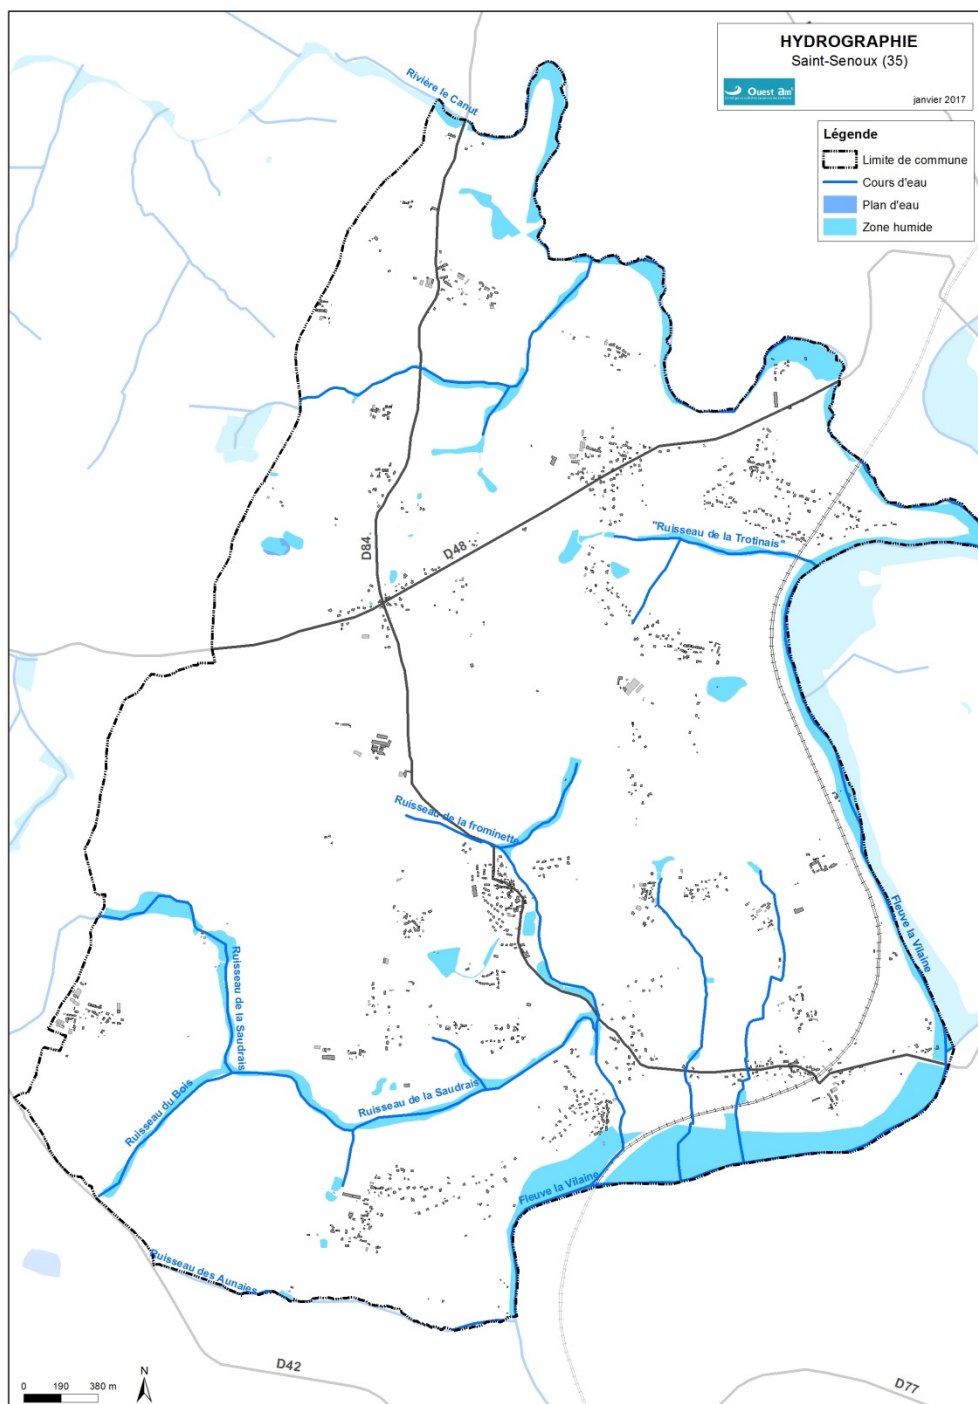 HYDROGRAPHIE
Saint-Senoux (35)
Ouest am'
janvier 2017
Légende
Limite de commune
Cours d'eau
Plan d'eau
Zone humide
Rivière le Canut
D84
D48
"Ruisseau de la Trotinais"
Ruisseau de la frominette
Fleuve la Vilaine
Ruisseau de la Saudrais
Ruisseau du Bois
Ruisseau de la Saudrais
Fleuve la Vilaine
Ruisseau des Aunaies
D42
D77
0 190 380 m
N